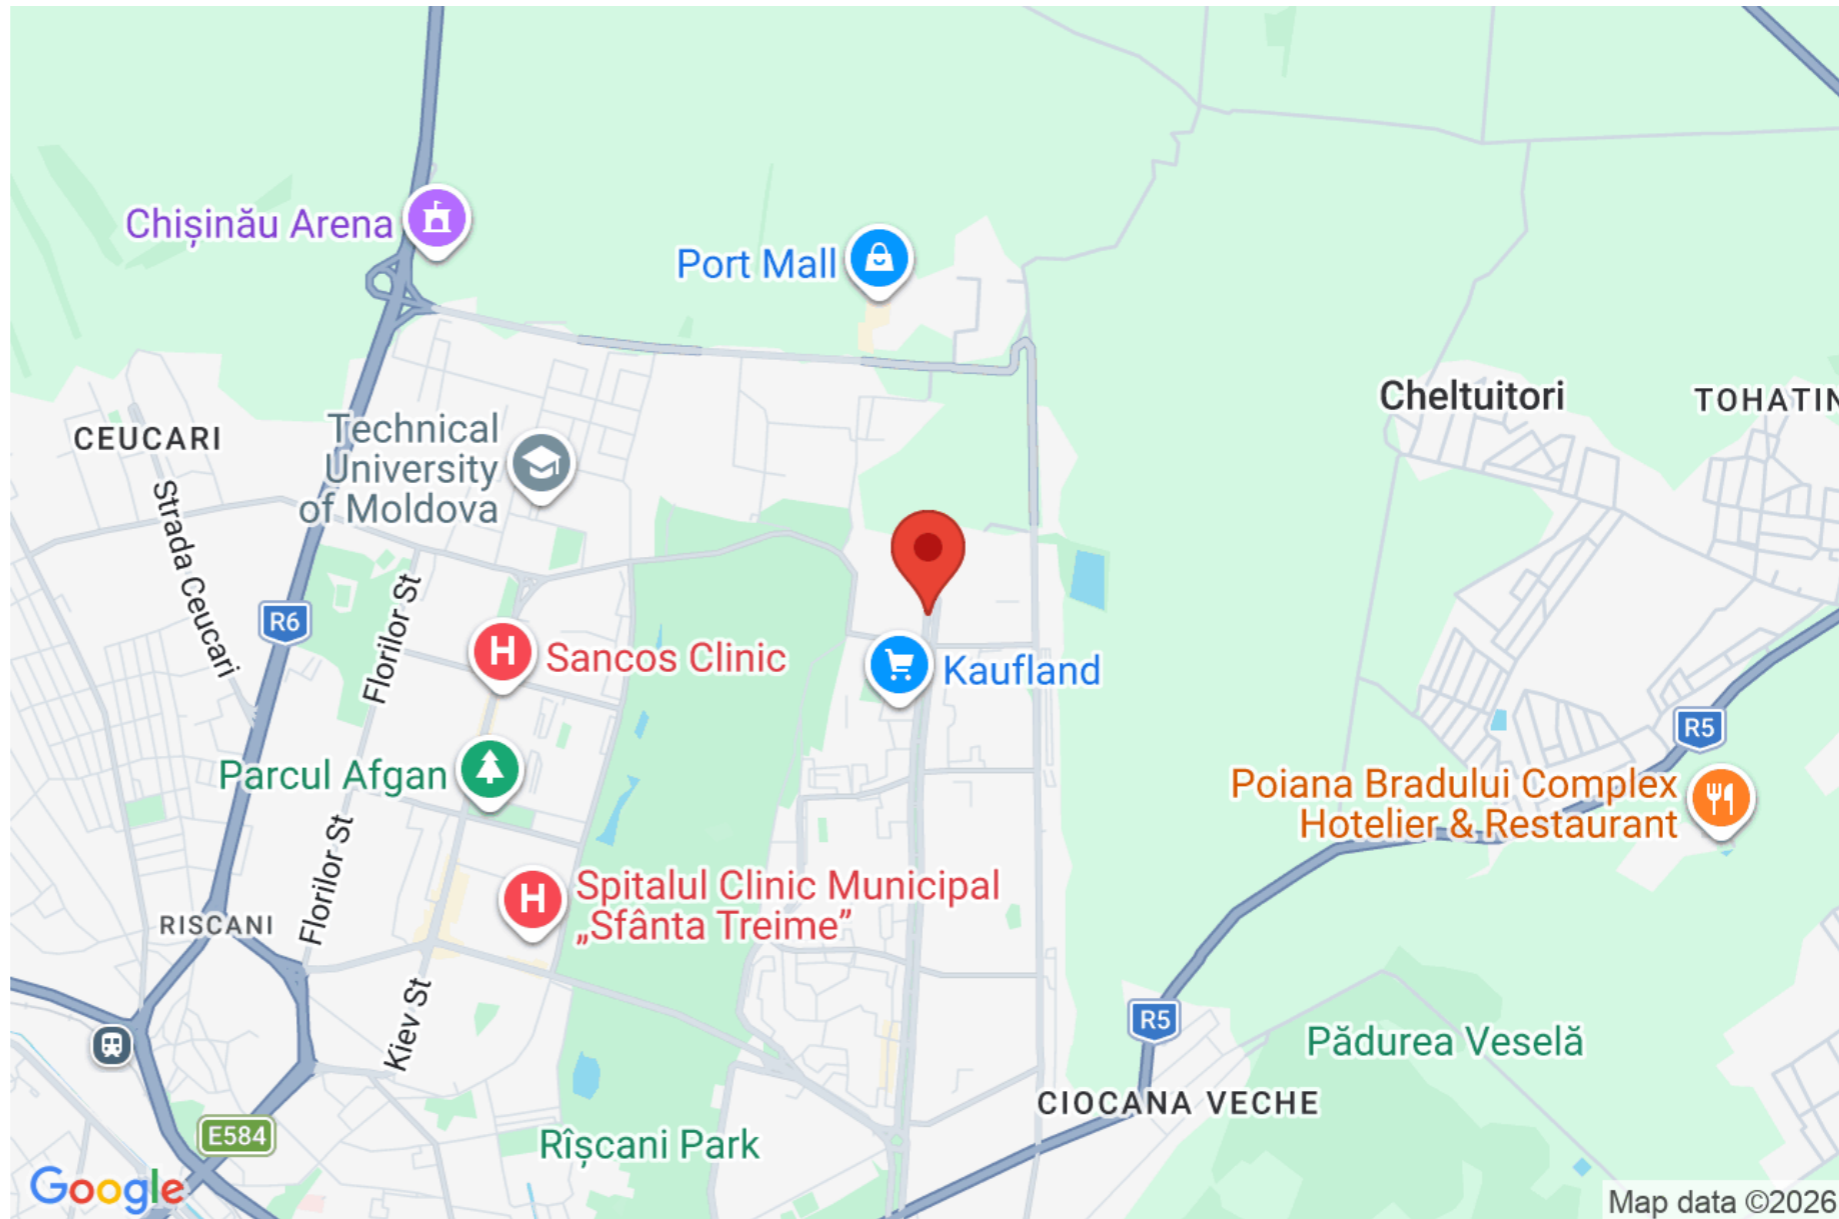 Chișinău Arena
Port Mall
Cheltuitori
TOHATIN
CEUCARI
Technical
University
of Moldova
Strada Ceucari
Florilor St
R6
Sancos Clinic
Kaufland
R5
Parcul Afgan
Poiana Bradului Complex
Hotelier & Restaurant
Florilor St
Spitalul Clinic Municipal
„Sfânta Treime”
RISCANI
Kiev St
R5
Pădurea Veselă
CIOCANA VECHE
E584
Rîșcani Park
Google
Map data ©2026